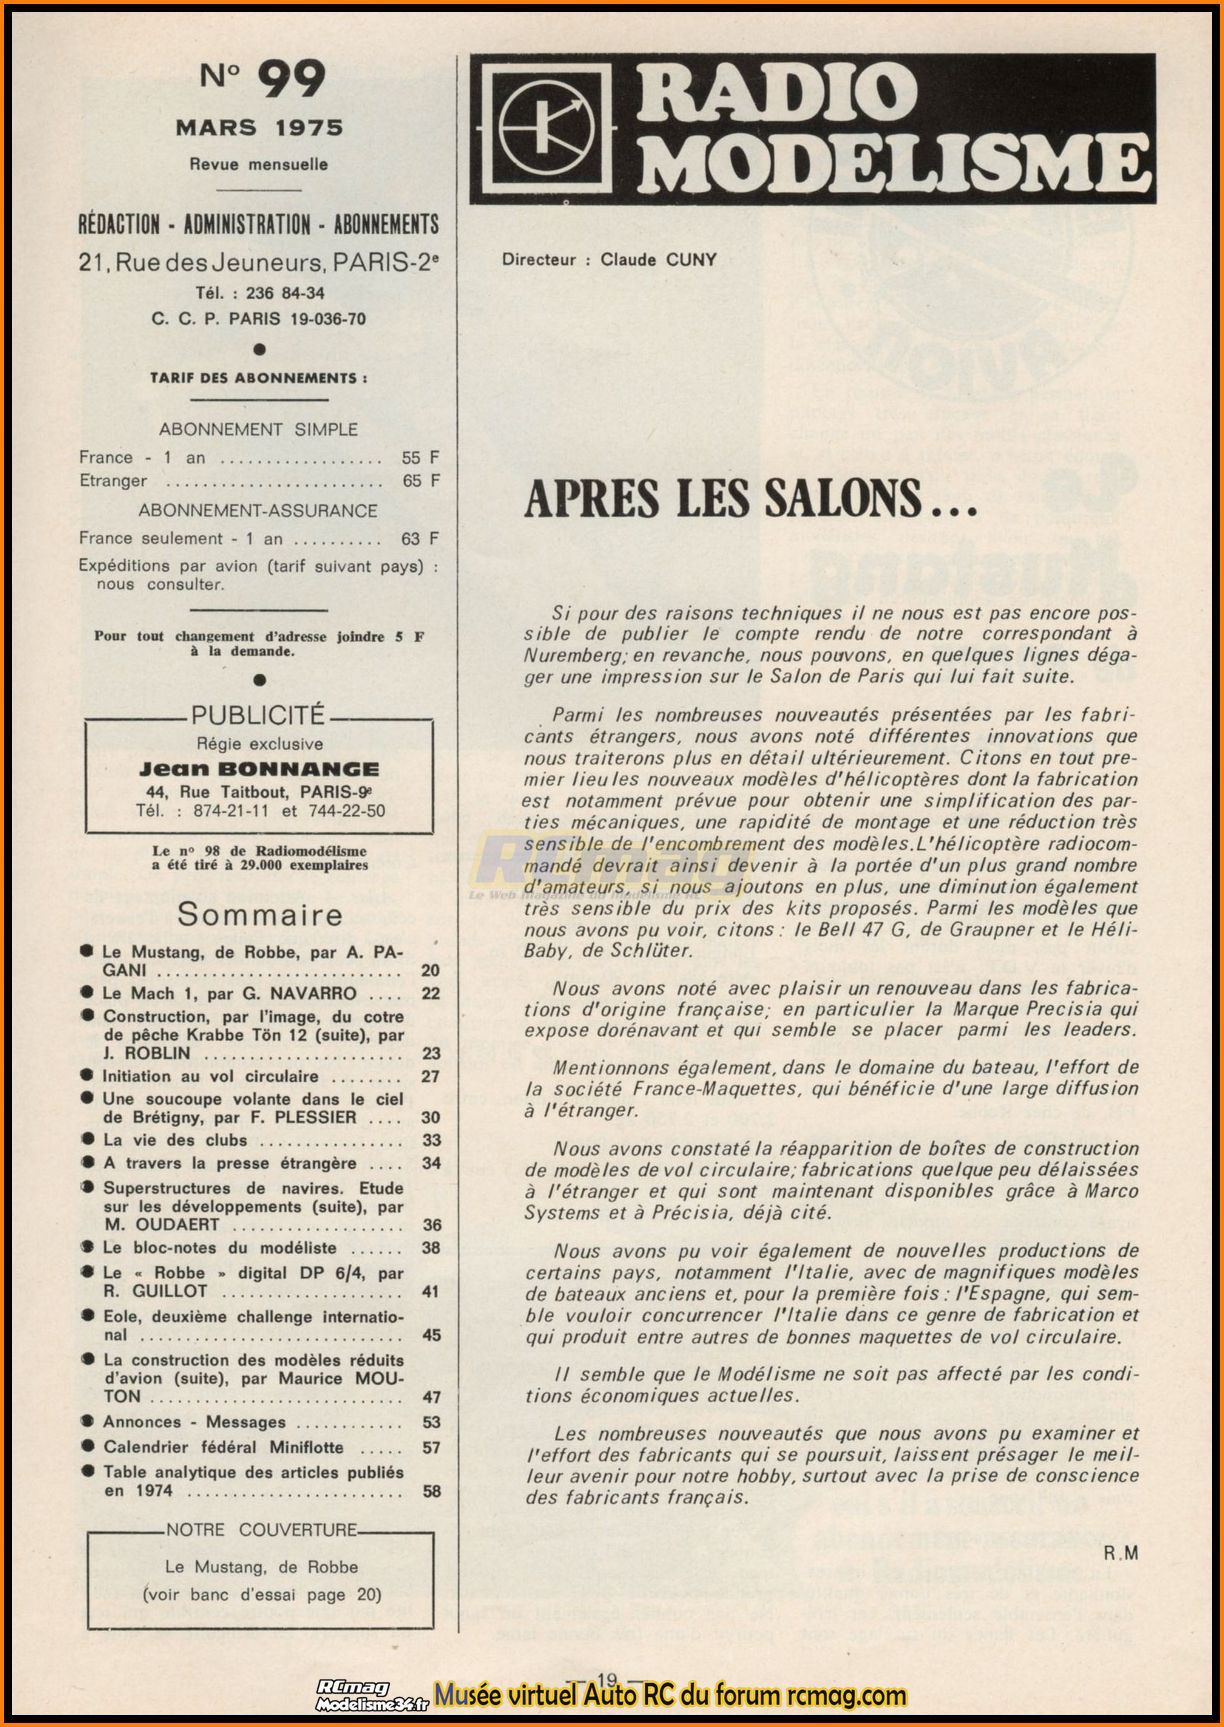 N° 99
MARS 1975
Revue mensuelle
RÉDACTION - ADMINISTRATION - ABONNEMENTS
21, Rue des Jeuneurs, PARIS-2e
Tél. : 236 84-34
C. C. P. PARIS 19-036-70
TARIF DES ABONNEMENTS :
ABONNEMENT SIMPLE
France - 1 an .................. 55 F
Etranger ........................ 65 F
ABONNEMENT-ASSURANCE
France seulement - 1 an .......... 63 F
Expéditions par avion (tarif suivant pays) :
nous consulter.
Pour tout changement d'adresse joindre 5 F
à la demande.
PUBLICITÉ
Régie exclusive
Jean BONNANGE
44, Rue Taitbout, PARIS-9e
Tél. : 874-21-11 et 744-22-50
Le n° 98 de Radiomodélisme
a été tiré à 29.000 exemplaires
Sommaire
● Le Mustang, de Robbe, par A. PA-
GANI ........................... 20
● Le Mach 1, par G. NAVARRO .... 22
● Construction, par l'image, du cotre
de pêche Krabbe Tön 12 (suite), par
J. ROBLIN ...................... 23
● Initiation au vol circulaire ........ 27
● Une soucoupe volante dans le ciel
de Brétigny, par F. PLESSIER .... 30
● La vie des clubs ................ 33
● A travers la presse étrangère .... 34
● Superstructures de navires. Etude
sur les développements (suite), par
M. OUDAERT ................... 36
● Le bloc-notes du modéliste ...... 38
● Le « Robbe » digital DP 6/4, par
R. GUILLOT .................... 41
● Eole, deuxième challenge internatio-
nal ............................. 45
● La construction des modèles réduits
d'avion (suite), par Maurice MOU-
TON ............................ 47
● Annonces - Messages ............ 53
● Calendrier fédéral Miniflotte ..... 57
● Table analytique des articles publiés
en 1974 ........................ 58
NOTRE COUVERTURE
Le Mustang, de Robbe
(voir banc d'essai page 20)
RADIO
MODELISME
Directeur : Claude CUNY
APRES LES SALONS...
Si pour des raisons techniques il ne nous est pas encore pos-
sible de publier le compte rendu de notre correspondant à
Nuremberg; en revanche, nous pouvons, en quelques lignes déga-
ger une impression sur le Salon de Paris qui lui fait suite.
Parmi les nombreuses nouveautés présentées par les fabri-
cants étrangers, nous avons noté différentes innovations que
nous traiterons plus en détail ultérieurement. Citons en tout pre-
mier lieu les nouveaux modèles d'hélicoptères dont la fabrication
est notamment prévue pour obtenir une simplification des par-
ties mécaniques, une rapidité de montage et une réduction très
sensible de l'encombrement des modèles. L'hélicoptère radiocom-
mandé devrait ainsi devenir à la portée d'un plus grand nombre
d'amateurs, si nous ajoutons en plus, une diminution également
très sensible du prix des kits proposés. Parmi les modèles que
nous avons pu voir, citons : le Bell 47 G, de Graupner et le Héli-
Baby, de Schlüter.
Nous avons noté avec plaisir un renouveau dans les fabrica-
tions d'origine française; en particulier la Marque Precisia qui
expose dorénavant et qui semble se placer parmi les leaders.
Mentionnons également, dans le domaine du bateau, l'effort de
la société France-Maquettes, qui bénéficie d'une large diffusion
à l'étranger.
Nous avons constaté la réapparition de boîtes de construction
de modèles de vol circulaire; fabrications quelque peu délaissées
à l'étranger et qui sont maintenant disponibles grâce à Marco
Systems et à Précisia, déjà cité.
Nous avons pu voir également de nouvelles productions de
certains pays, notamment l'Italie, avec de magnifiques modèles
de bateaux anciens et, pour la première fois : l'Espagne, qui sem-
ble vouloir concurrencer l'Italie dans ce genre de fabrication et
qui produit entre autres de bonnes maquettes de vol circulaire.
Il semble que le Modélisme ne soit pas affecté par les condi-
tions économiques actuelles.
Les nombreuses nouveautés que nous avons pu examiner et
l'effort des fabricants qui se poursuit, laissent présager le meil-
leur avenir pour notre hobby, surtout avec la prise de conscience
des fabricants français.
R.M
RCmag
Le Web Magazine du Modelisme RC
— 19 —
RCmag
Modelisme34.fr
Musée virtuel Auto RC du forum rcmag.com